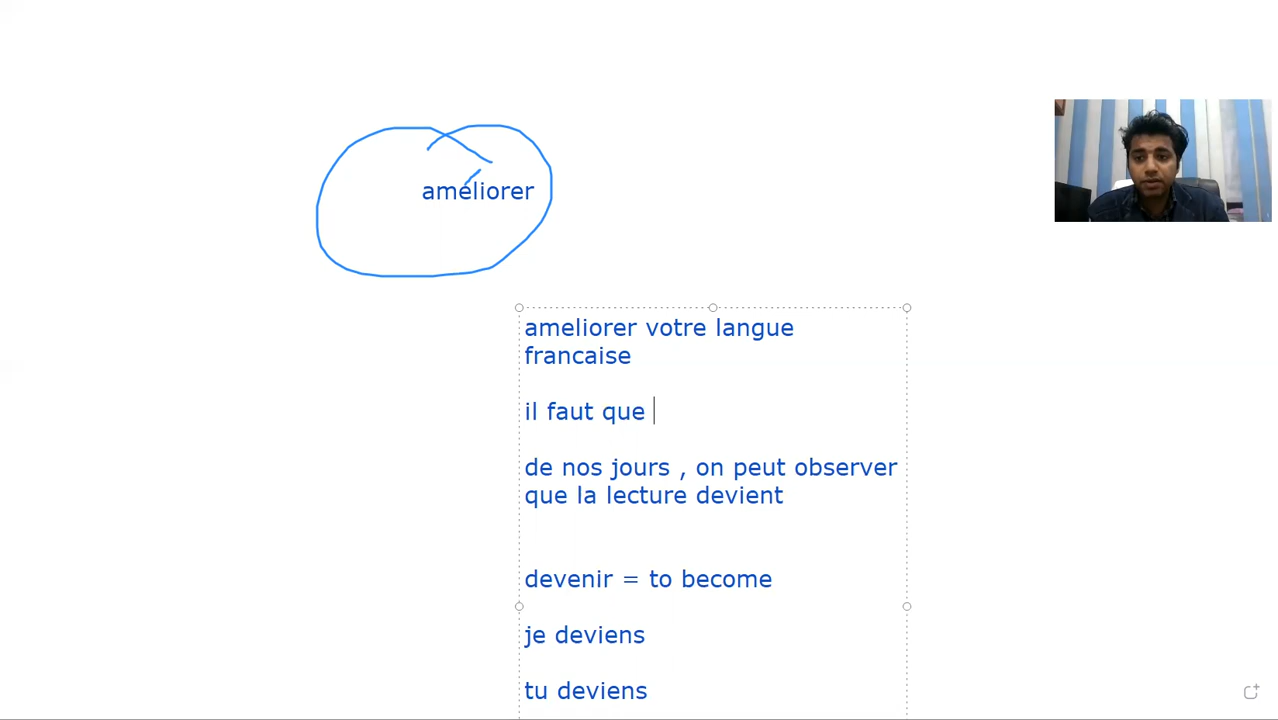 améliorer
ameliorer votre langue
francaise
il faut que
de nos jours , on peut observer
que la lecture devient
devenir = to become
je deviens
tu deviens